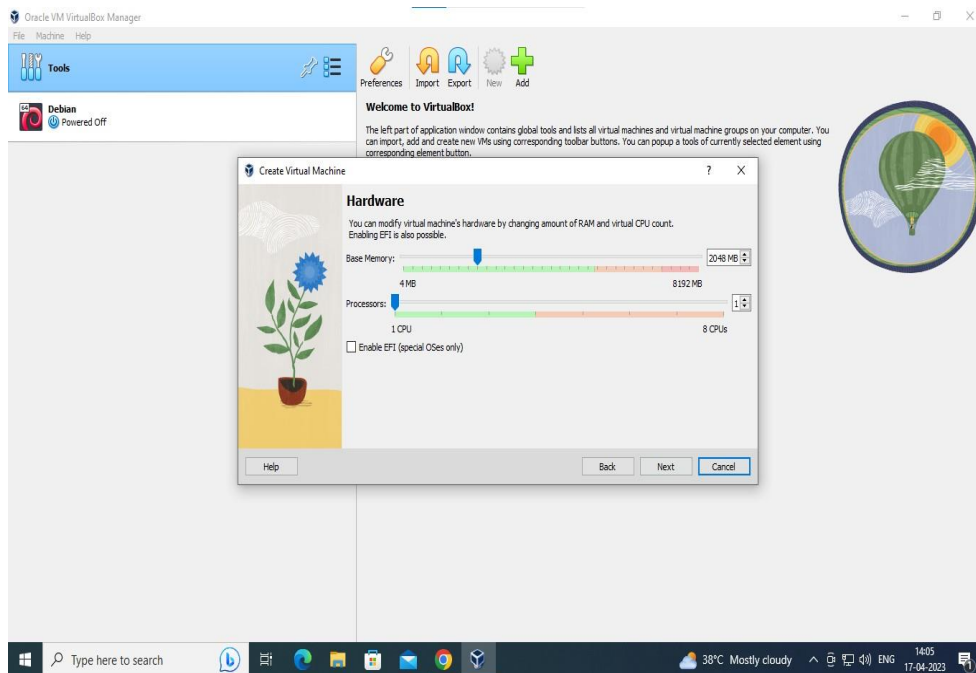 Oracle VM VirtualBox Manager
File Machine Help
Tools
Preferences Import Export New Add
64
Debian
Powered Off
Welcome to VirtualBox!
The left part of application window contains global tools and lists all virtual machines and virtual machine groups on your computer. You
can import, add and create new VMs using corresponding toolbar buttons. You can popup a tools of currently selected element using
corresponding element button.
Create Virtual Machine
?
Hardware
You can modify virtual machine's hardware by changing amount of RAM and virtual CPU count.
Enabling EFI is also possible.
Base Memory: 2048 MB
4 MB 8192 MB
Processors: 1
1 CPU 8 CPUs
Enable EFI (special OSes only)
Help Back Next Cancel
Type here to search
38°C Mostly cloudy ENG
14:05
17-04-2023
1